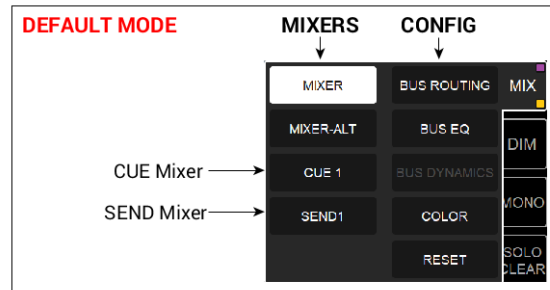 DEFAULT MODE MIXERS CONFIG
MIXER BUS ROUTING MIX
MIXER-ALT BUS EQ
DIM
CUE Mixer CUE 1 BUS DYNAMICS
SEND Mixer SEND1 COLOR
MONO
RESET
SOLO
CLEAR